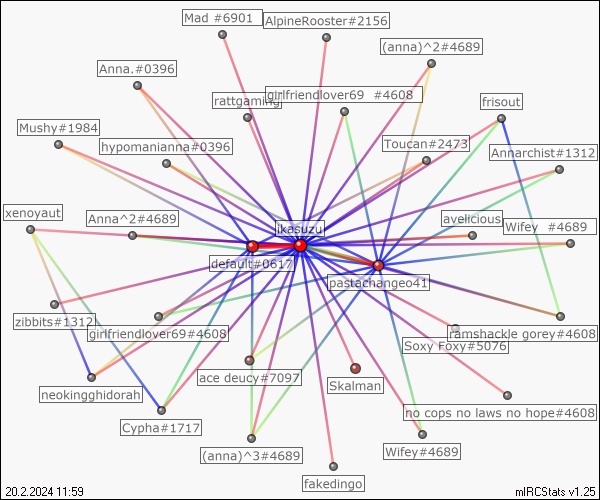 Mad #6901
AlpineRooster#2156
(anna)^2#4689
Anna.#0396
rattgaming
girlfriendlover69 #4608
frisout
Mushy#1984
hypomanianna#0396
Toucan#2473
Annarchist#1312
xenoyaut
Anna^2#4689
ikasuzu
avelicious
Wifey #4689
default#0617
pastachangeo41
zibbits#1312
girlfriendlover69#4608
ramshackle gorey#4608
Soxy Foxy#5076
neokingghidorah
ace deucy#7097
Skalman
no cops no laws no hope#4608
Cypha#1717
(anna)^3#4689
Wifey#4689
fakedingo
20.2.2024 11:59
mIRCStats v1.25